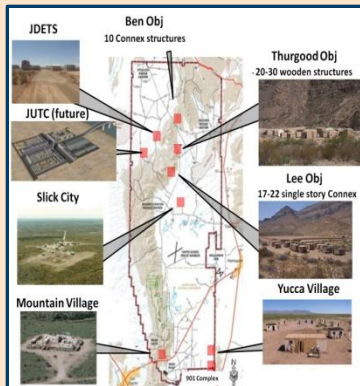 JDETS
Ben Obj
10 Connex structures
Thurgood Obj
-20-30 wooden structures
JUTC (future)
Lee Obj
17-22 single story Connex
Slick City
Mountain Village
Yucca Village
901 Complex